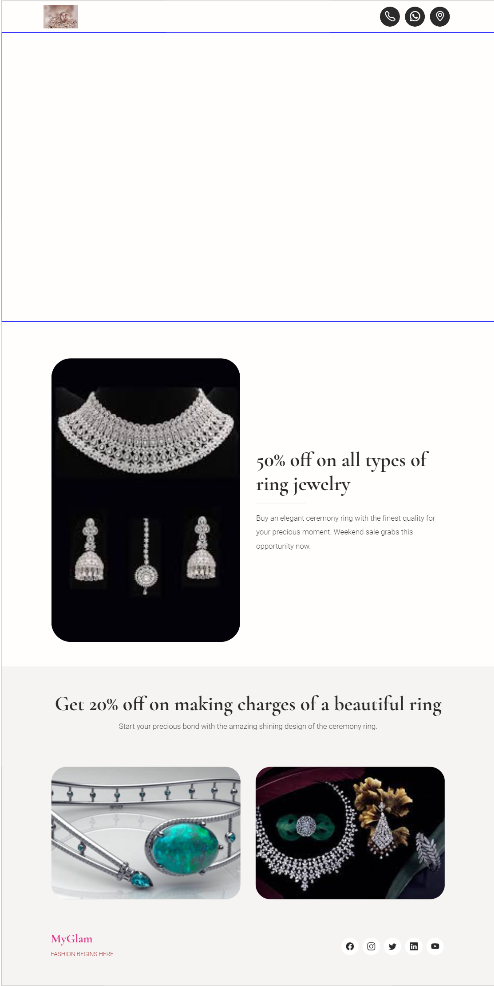 50% off on all types of
ring jewelry
Buy an elegant ceremony ring with the finest quality for
your precious moment. Weekend sale grabs this
opportunity now.
Get 20% off on making charges of a beautiful ring
Start your precious bond with the amazing shining design of the ceremony ring.
MyGlam
FASHION BEGINS HERE